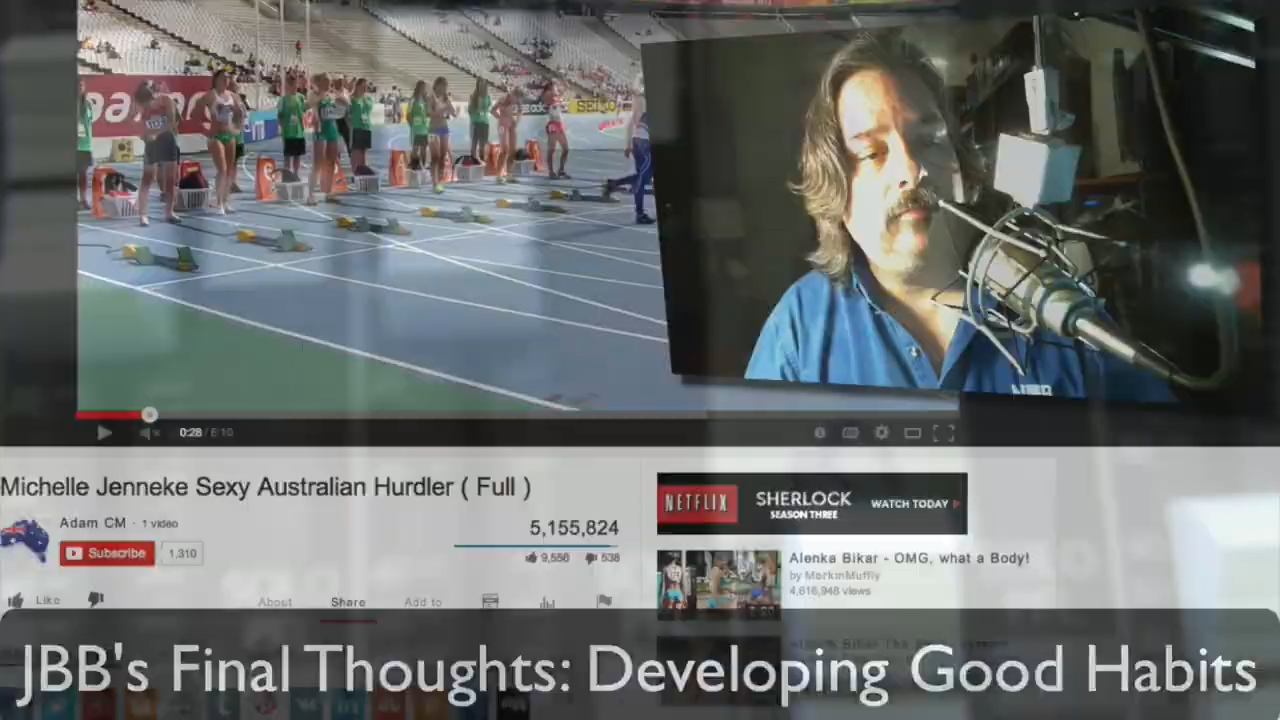 SEIKO
0:28 / 6:10
Michelle Jenneke Sexy Australian Hurdler ( Full )
Adam CM · 1 video
Subscribe 1,310
5,155,824
9,556 538
Like
About Share Add to
NETFLIX SHERLOCK SEASON THREE WATCH TODAY
Alenka Bikar - OMG, what a Body!
by MerkinMuffly
4,616,948 views
JBB's Final Thoughts: Developing Good Habits